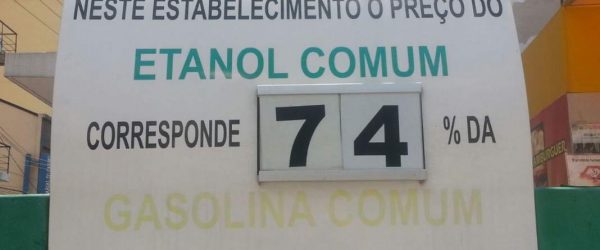 NESTE ESTABELECIMENTO O PREÇO DO
ETANOL COMUM
CORRESPONDE 74 % DA
GASOLINA COMUM